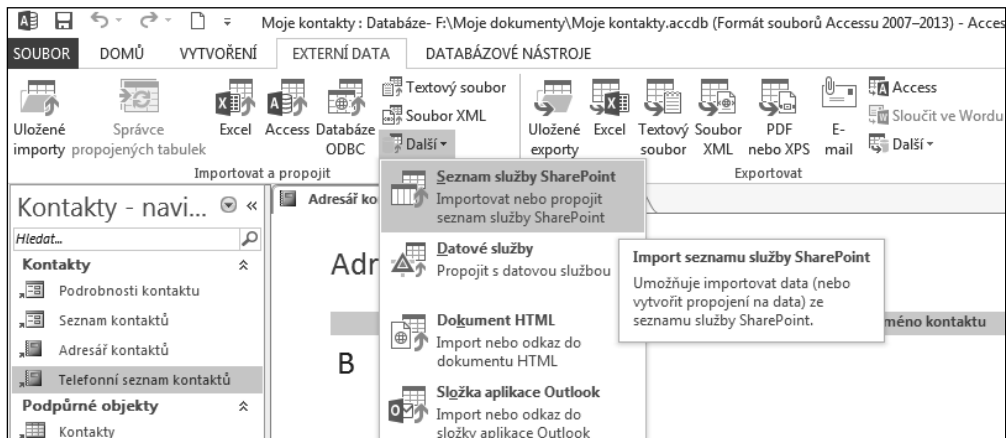 Moje kontakty : Databáze- F:\Moje dokumenty\Moje kontakty.accdb (Formát souborů Accessu 2007–2013) - Acces
SOUBOR DOMŮ VYTVOŘENÍ EXTERNÍ DATA DATABÁZOVÉ NÁSTROJE
Uložené importy
Správce propojených tabulek
Excel
Access
Databáze ODBC
Textový soubor
Soubor XML
Další
Importovat a propojit
Uložené exporty
Excel
Textový soubor
Soubor XML
PDF nebo XPS
E-mail
Access
Sloučit ve Wordu
Další
Exportovat
Kontakty - navi...
Hledat...
Kontakty
Podrobnosti kontaktu
Seznam kontaktů
Adresář kontaktů
Telefonní seznam kontaktů
Podpůrné objekty
Kontakty
Adresář ko
Adr
méno kontaktu
B
Seznam služby SharePoint
Importovat nebo propojit
seznam služby SharePoint
Datové služby
Propojit s datovou službou
Dokument HTML
Import nebo odkaz do
dokumentu HTML
Složka aplikace Outlook
Import nebo odkaz do
složky aplikace Outlook
Import seznamu služby SharePoint
Umožňuje importovat data (nebo
vytvořit propojení na data) ze
seznamu služby SharePoint.